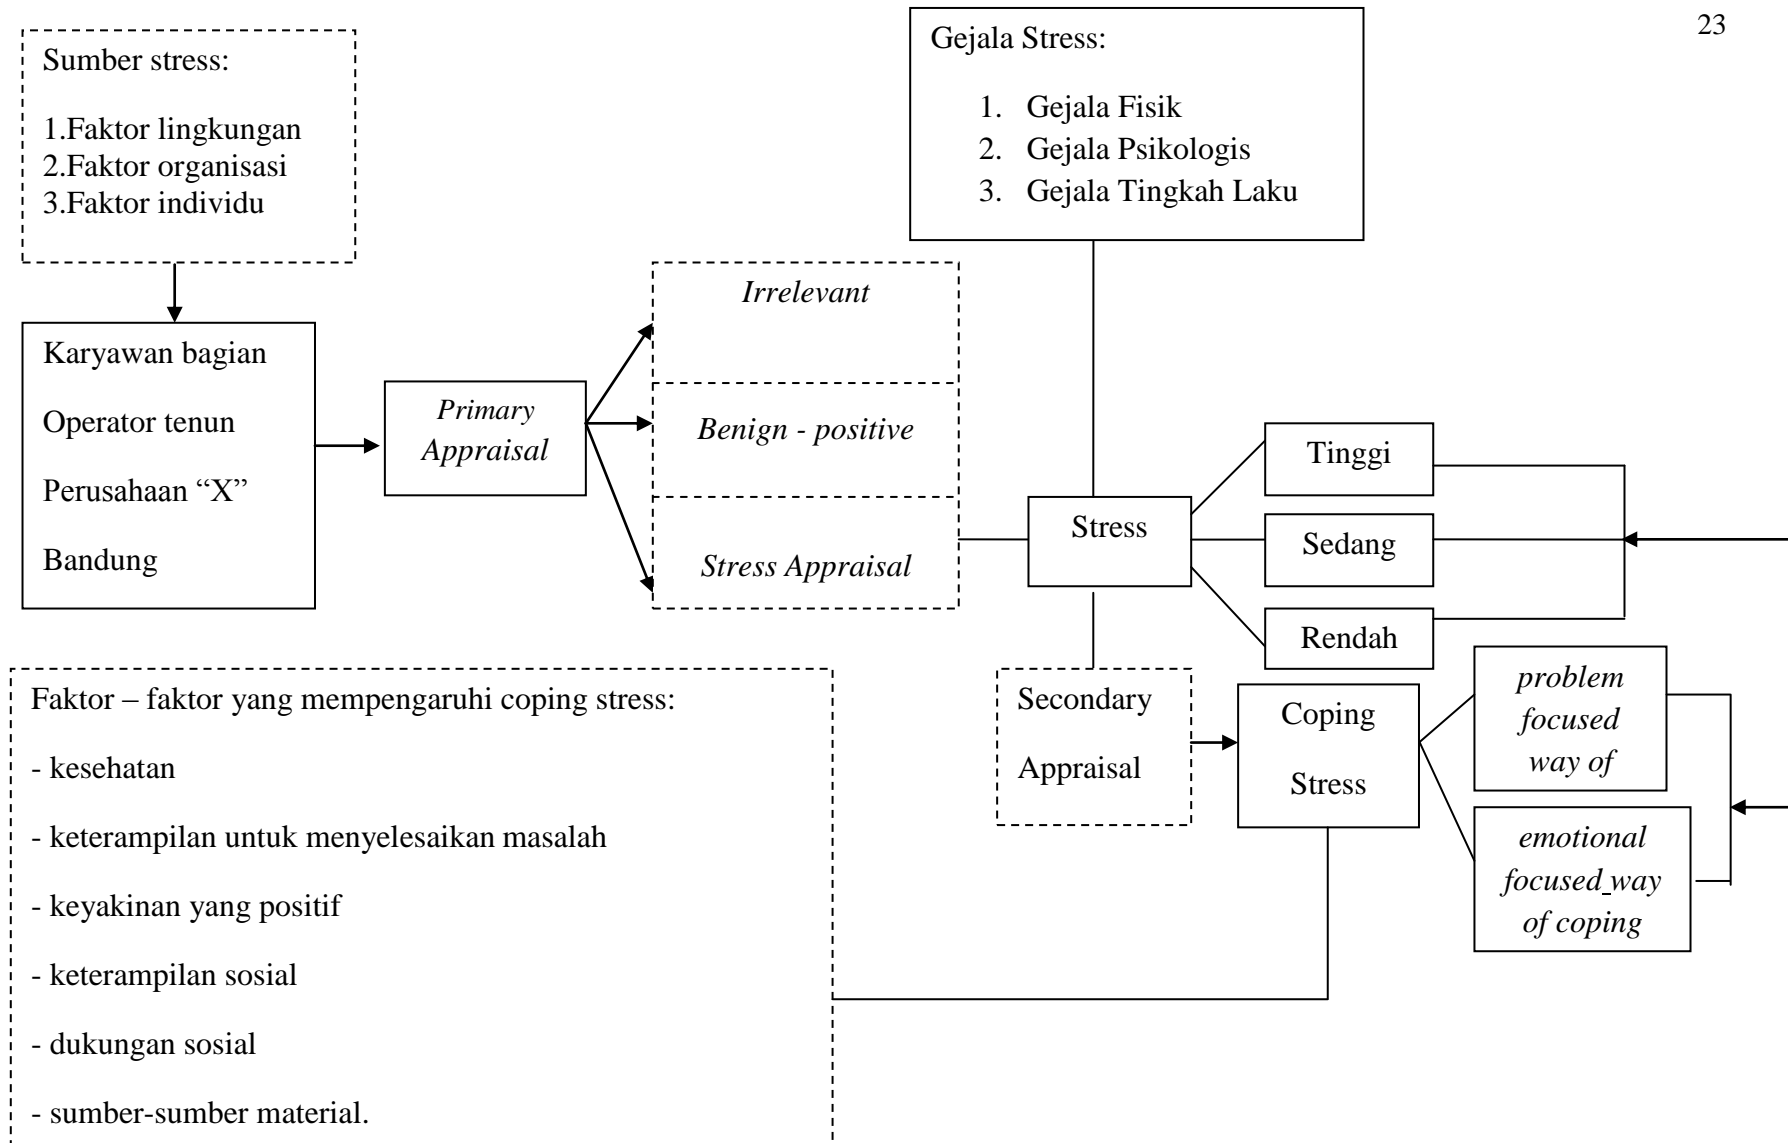 23
Sumber stress:
1.Faktor lingkungan
2.Faktor organisasi
3.Faktor individu
Gejala Stress:
1. Gejala Fisik
2. Gejala Psikologis
3. Gejala Tingkah Laku
Karyawan bagian
Operator tenun
Perusahaan “X”
Bandung
Primary
Appraisal
Irrelevant
Benign - positive
Stress Appraisal
Stress
Tinggi
Sedang
Rendah
Secondary
Appraisal
Coping
Stress
problem
focused
way of
emotional
focused way
of coping
Faktor – faktor yang mempengaruhi coping stress:
- kesehatan
- keterampilan untuk menyelesaikan masalah
- keyakinan yang positif
- keterampilan sosial
- dukungan sosial
- sumber-sumber material.